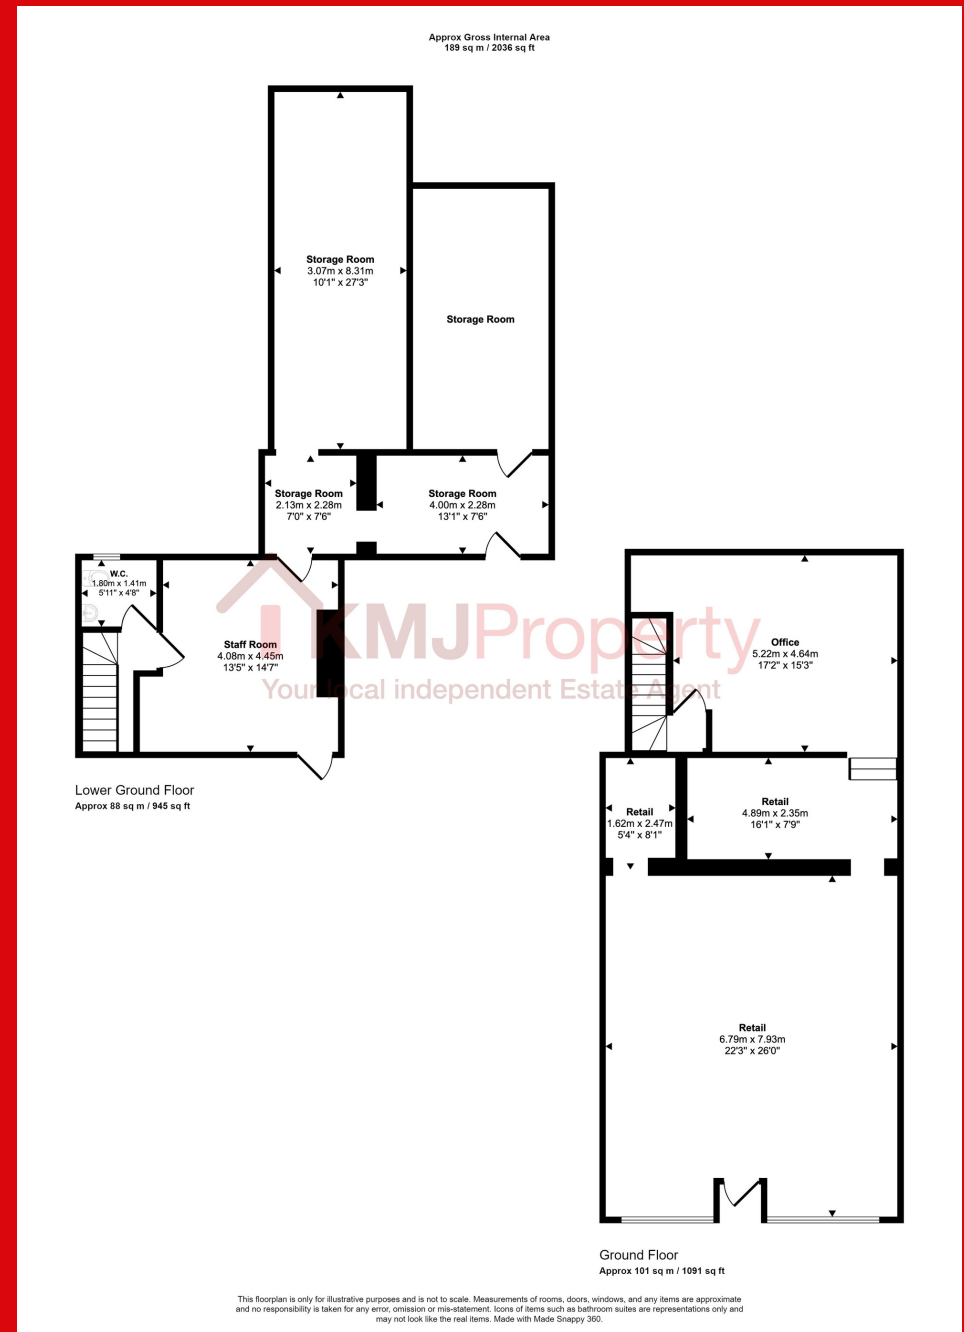 Approx Gross Internal Area
189 sq m / 2036 sq ft
Storage Room
3.07m x 8.31m
10'1" x 27'3"
Storage Room
Storage Room
2.13m x 2.28m
7'0" x 7'6"
Storage Room
4.00m x 2.28m
13'1" x 7'6"
W.C.
1.80m x 1.41m
5'11" x 4'8"
Staff Room
4.08m x 4.45m
13'5" x 14'7"
KMJProperty
Your local independent Estate Agent
Office
5.22m x 4.64m
17'2" x 15'3"
Lower Ground Floor
Approx 88 sq m / 945 sq ft
Retail
1.62m x 2.47m
5'4" x 8'1"
Retail
4.89m x 2.35m
16'1" x 7'9"
Retail
6.79m x 7.93m
22'3" x 26'0"
Ground Floor
Approx 101 sq m / 1091 sq ft
This floorplan is only for illustrative purposes and is not to scale. Measurements of rooms, doors, windows, and any items are approximate
and no responsibility is taken for any error, omission or mis-statement. Icons of items such as bathroom suites are representations only and
may not look like the real items. Made with Made Snappy 360.